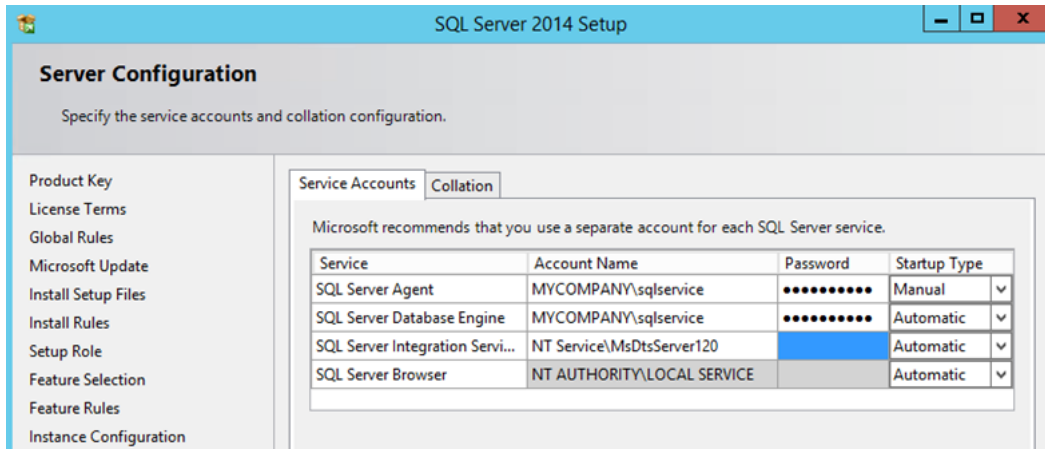 SQL Server 2014 Setup
Server Configuration
Specify the service accounts and collation configuration.
Product Key
License Terms
Global Rules
Microsoft Update
Install Setup Files
Install Rules
Setup Role
Feature Selection
Feature Rules
Instance Configuration
Service Accounts Collation
Microsoft recommends that you use a separate account for each SQL Server service.
Service Account Name Password Startup Type
SQL Server Agent MYCOMPANY\sqlservice ●●●●●●●●●● Manual
SQL Server Database Engine MYCOMPANY\sqlservice ●●●●●●●●●● Automatic
SQL Server Integration Servi... NT Service\MsDtsServer120 Automatic
SQL Server Browser NT AUTHORITY\LOCAL SERVICE Automatic